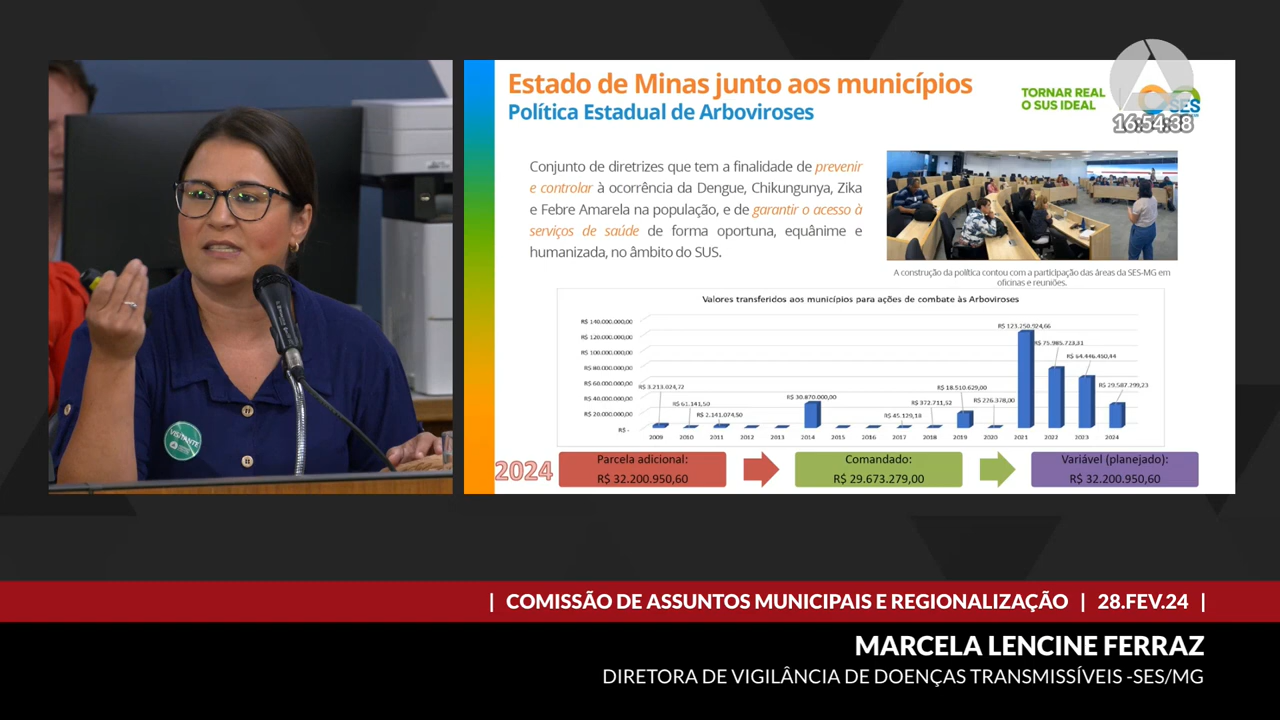 Estado de Minas junto aos municípios
Política Estadual de Arboviroses
TORNAR REAL
O SUS IDEAL
SES
16:54:38
Conjunto de diretrizes que tem a finalidade de prevenir
e controlar à ocorrência da Dengue, Chikungunya, Zika
e Febre Amarela na população, e de garantir o acesso à
serviços de saúde de forma oportuna, equânime e
humanizada, no âmbito do SUS.
A construção da política contou com a participação das áreas da SES-MG em
oficinas e reuniões.
Valores transferidos aos municípios para ações de combate às Arboviroses
R$ 140.000.000,00
R$ 120.000.000,00
R$ 100.000.000,00
R$ 80.000.000,00
R$ 60.000.000,00
R$ 40.000.000,00
R$ 20.000.000,00
R$ -
R$ 3.213.024,72
R$ 61.141,50
R$ 2.141.074,50
R$ 30.870.000,00
R$ 45.129,18
R$ 372.711,52
R$ 18.510.629,00
R$ 226.378,00
R$ 123.250.924,66
R$ 75.985.723,31
R$ 64.446.450,44
R$ 29.587.299,23
2009 2010 2011 2012 2013 2014 2015 2016 2017 2018 2019 2020 2021 2022 2023 2024
2024
Parcela adicional:
R$ 32.200.950,60
Comandado:
R$ 29.673.279,00
Variável (planejado):
R$ 32.200.950,60
VISITANTE
| COMISSÃO DE ASSUNTOS MUNICIPAIS E REGIONALIZAÇÃO | 28.FEV.24 |
MARCELA LENCINE FERRAZ
DIRETORA DE VIGILÂNCIA DE DOENÇAS TRANSMISSÍVEIS -SES/MG